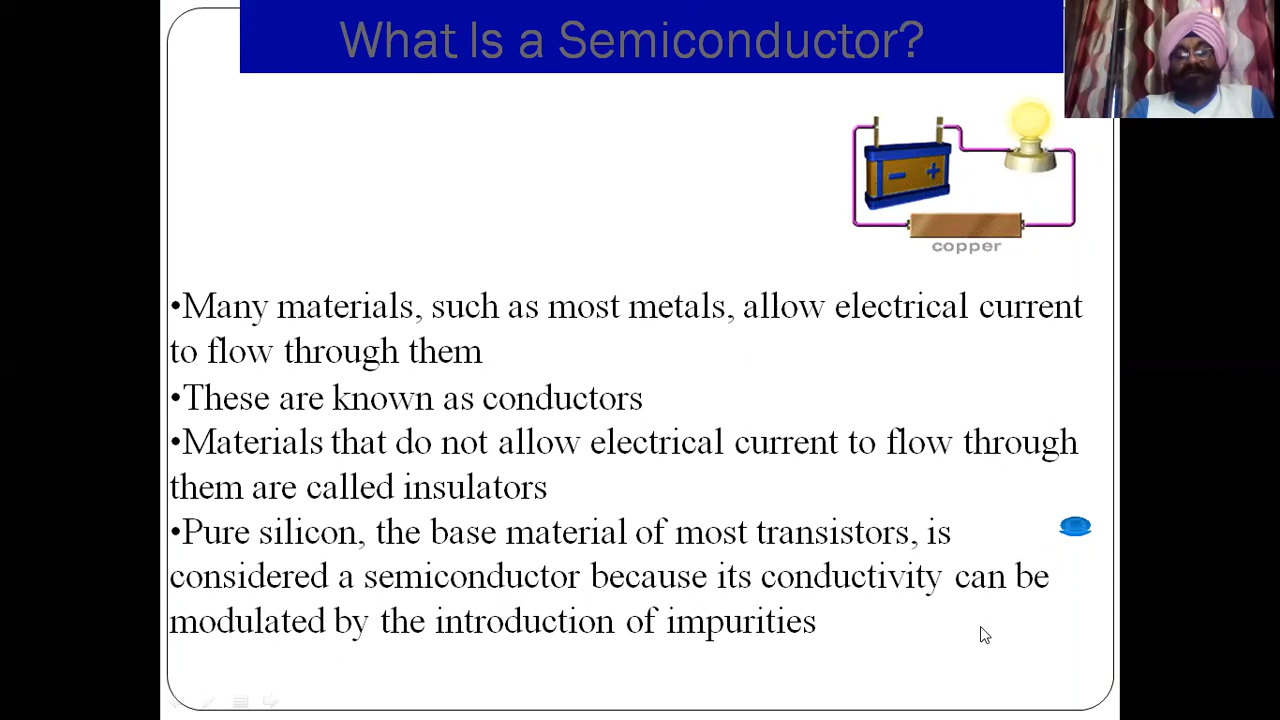 What Is a Semiconductor?
copper
•Many materials, such as most metals, allow electrical current
to flow through them
•These are known as conductors
•Materials that do not allow electrical current to flow through
them are called insulators
•Pure silicon, the base material of most transistors, is
considered a semiconductor because its conductivity can be
modulated by the introduction of impurities